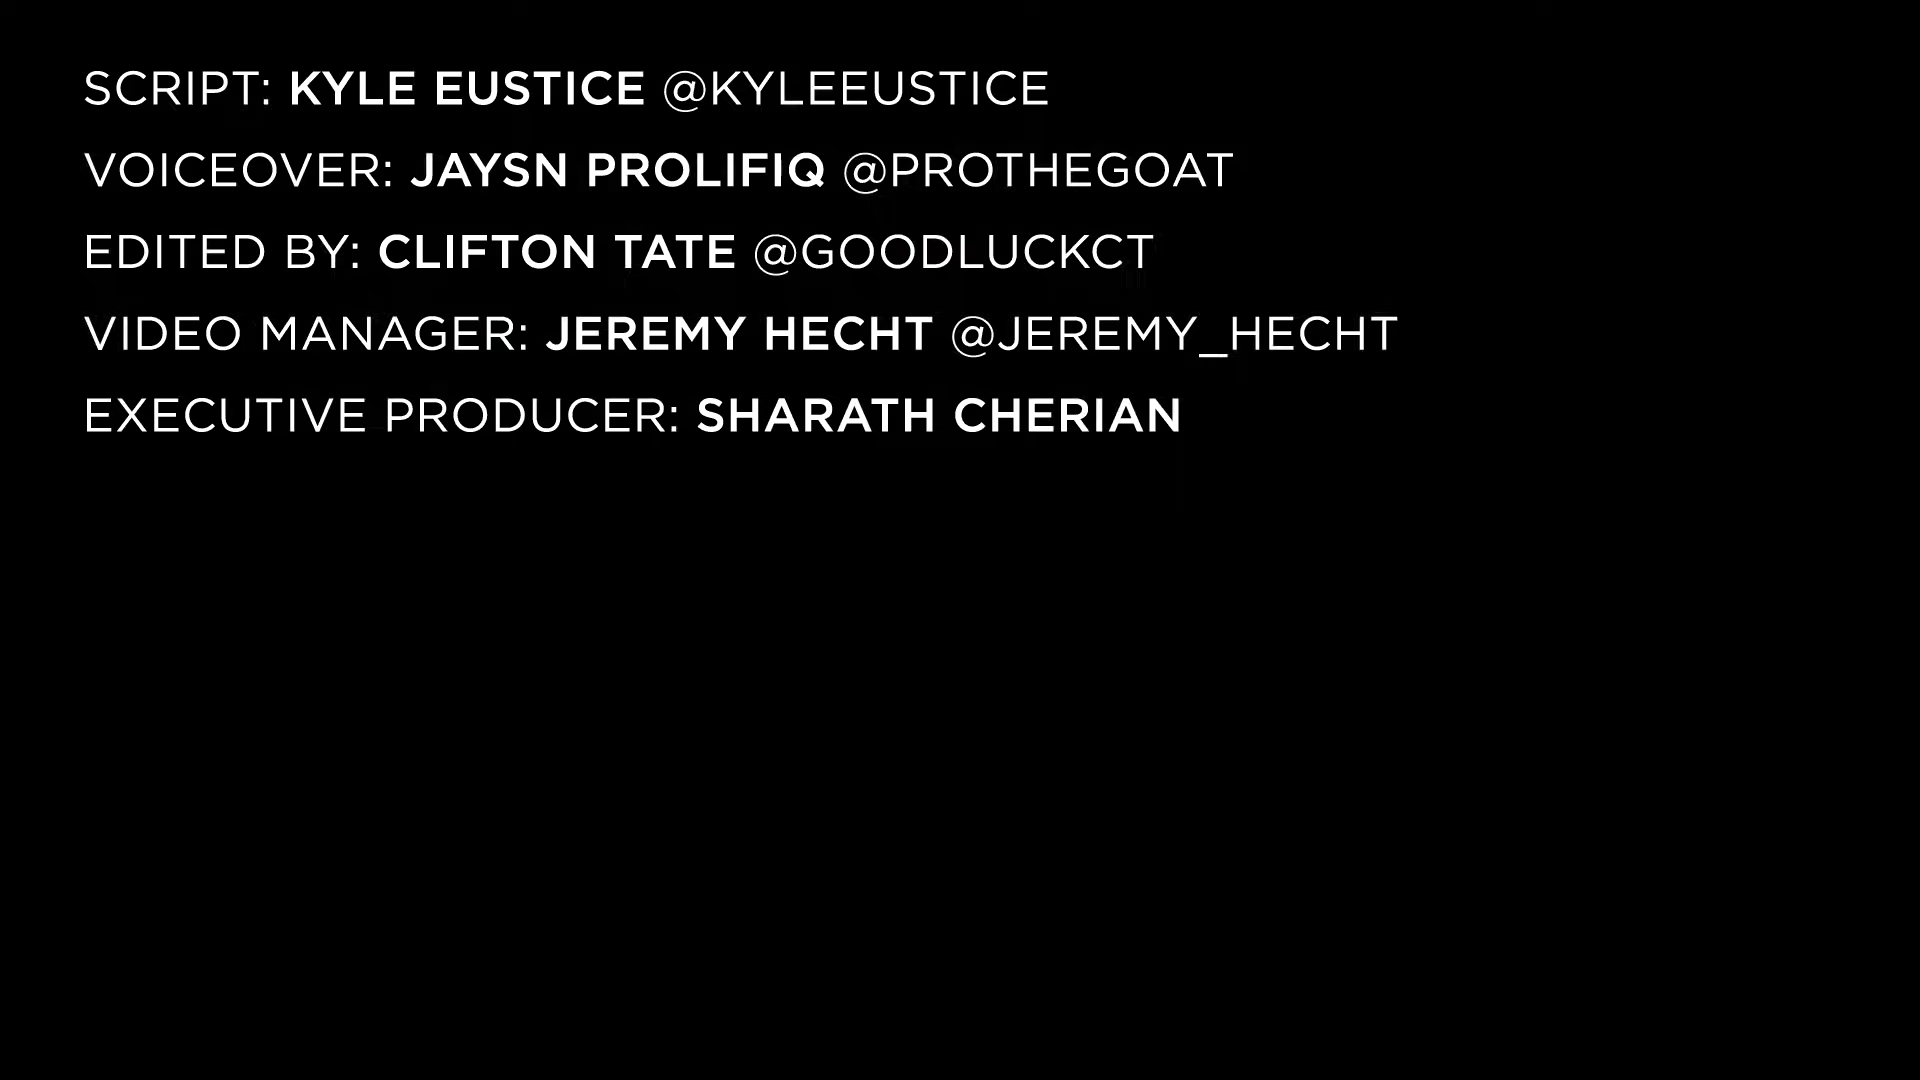 SCRIPT: KYLE EUSTICE @KYLEEUSTICE
VOICEOVER: JAYSN PROLIFIQ @PROTHEGOAT
EDITED BY: CLIFTON TATE @GOODLUCKCT
VIDEO MANAGER: JEREMY HECHT @JEREMY_HECHT
EXECUTIVE PRODUCER: SHARATH CHERIAN